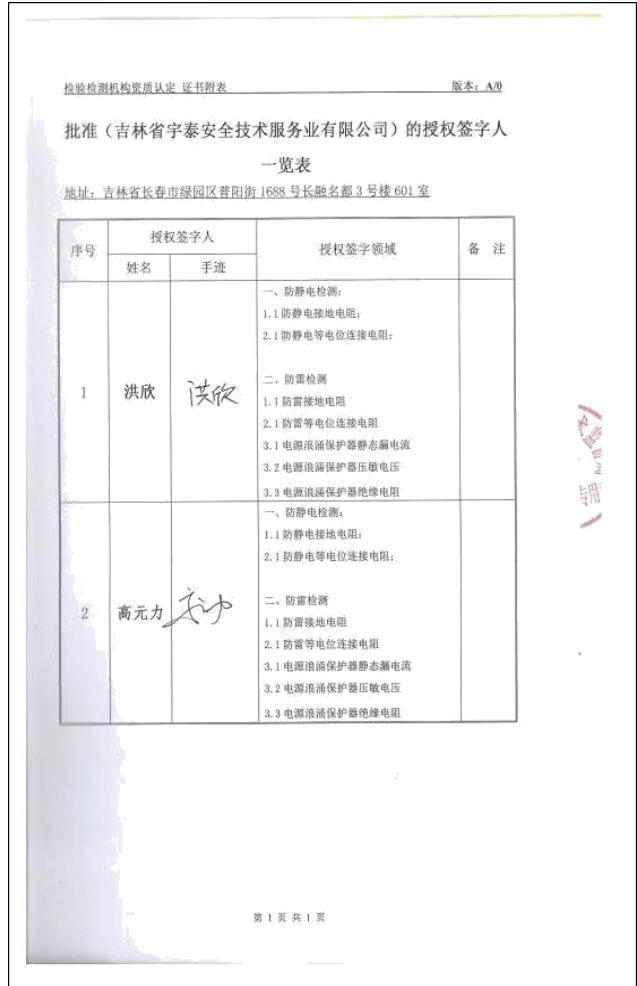 检验检测机构资质认定 证书附表 版本：A/0
批准（吉林省宇泰安全技术服务业有限公司）的授权签字人
一览表
地址：吉林省长春市绿园区普阳街 1688 号长融名都 3 号楼 601 室
序号 授权签字人 授权签字领域 备 注
姓名 手迹
一、防静电检测：
1.1 防静电接地电阻；
2.1 防静电等电位连接电阻；
二、防雷检测
1 洪欣 洪欣
1.1 防雷接地电阻
2.1 防雷等电位连接电阻
3.1 电源浪涌保护器静态漏电流
3.2 电源浪涌保护器压敏电压
3.3 电源浪涌保护器绝缘电阻
一、防静电检测：
1.1 防静电接地电阻；
2.1 防静电等电位连接电阻；
二、防雷检测
2 高元力
1.1 防雷接地电阻
2.1 防雷等电位连接电阻
3.1 电源浪涌保护器静态漏电流
3.2 电源浪涌保护器压敏电压
3.3 电源浪涌保护器绝缘电阻
第 1 页 共 1 页